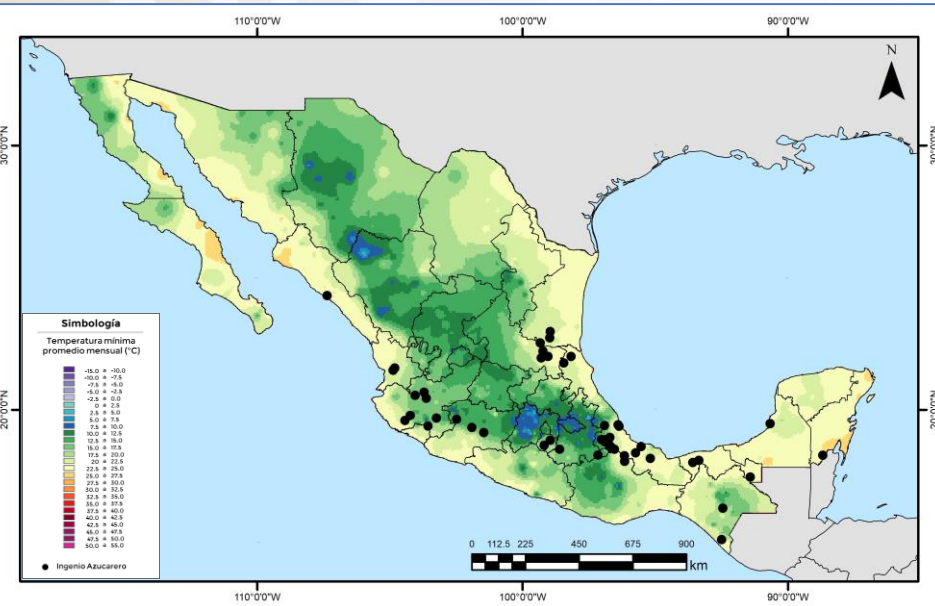 110°0'0"W 100°0'0"W 90°0'0"W
N
30°0'0"N 30°0'0"N
20°0'0"N 20°0'0"N
Simbología
Temperatura mínima
promedio mensual (°C)
-15.0 a -10.0
-10.0 a -7.5
-7.5 a -5.0
-5.0 a -2.5
-2.5 a 0.0
0 a 2.5
2.5 a 5.0
5.0 a 7.5
7.5 a 10.0
10.0 a 12.5
12.5 a 15.0
15.0 a 17.5
17.5 a 20.0
20 a 22.5
22.5 a 25.0
25.0 a 27.5
27.5 a 30.0
30.0 a 32.5
32.5 a 35.0
35.0 a 37.5
37.5 a 40.0
40.0 a 42.5
42.5 a 45.0
45.0 a 47.5
47.5 a 50.0
50.0 a 55.0
Ingenio Azucarero
0 112.5 225 450 675 900
km
110°0'0"W 100°0'0"W 90°0'0"W